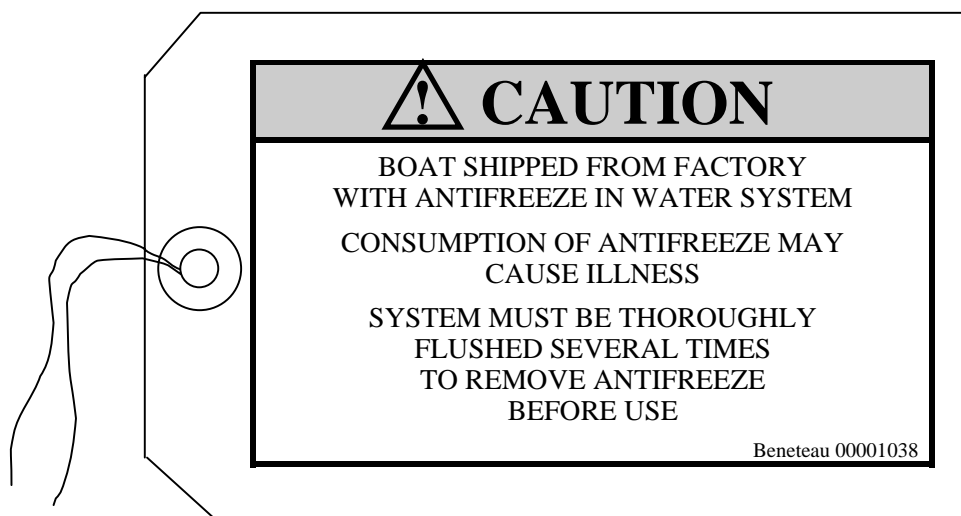 CAUTION
BOAT SHIPPED FROM FACTORY
WITH ANTIFREEZE IN WATER SYSTEM
CONSUMPTION OF ANTIFREEZE MAY
CAUSE ILLNESS
SYSTEM MUST BE THOROUGHLY
FLUSHED SEVERAL TIMES
TO REMOVE ANTIFREEZE
BEFORE USE
Beneteau 00001038